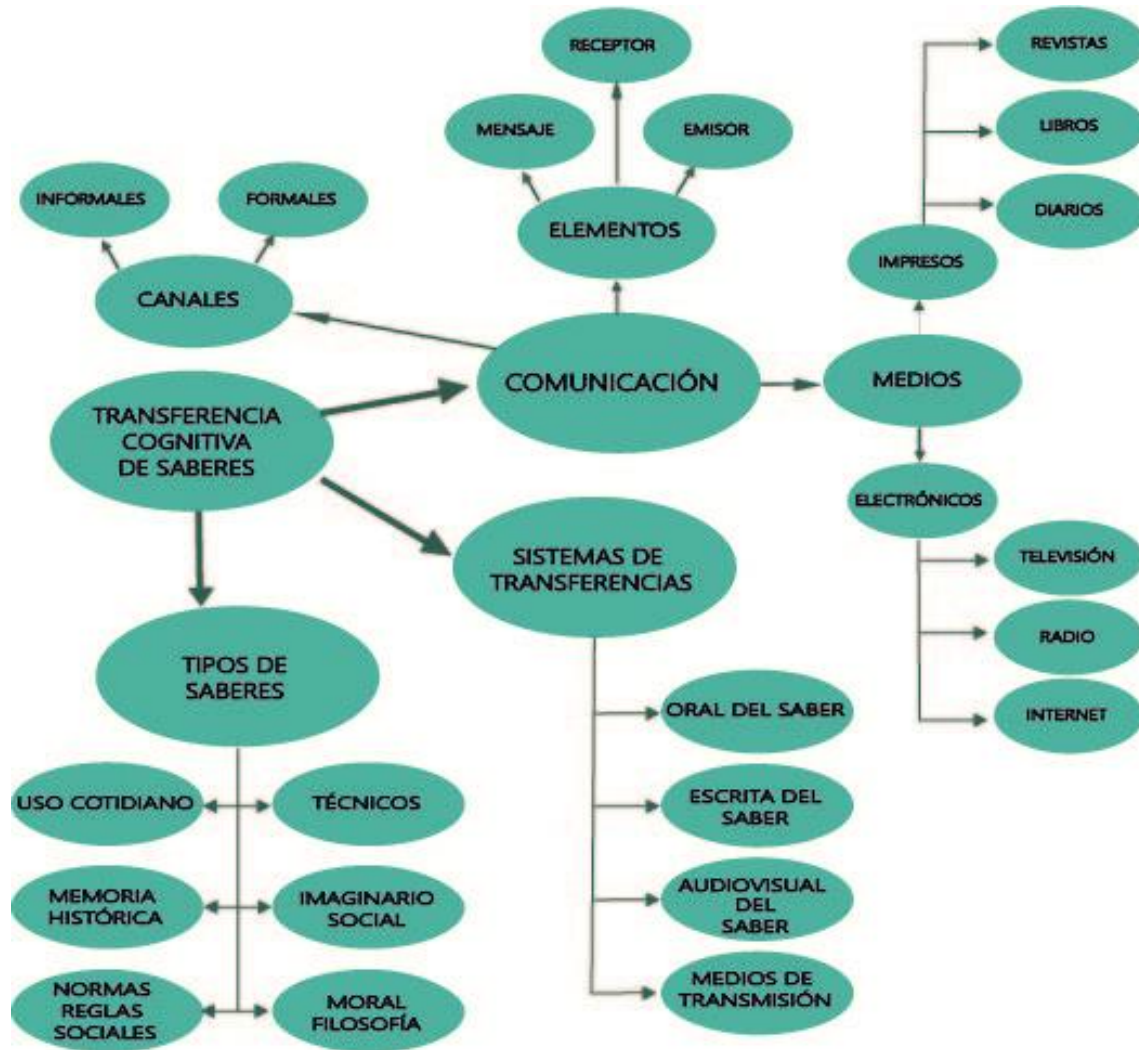 RECEPTOR
MENSAJE
EMISOR
ELEMENTOS
INFORMALES
FORMALES
CANALES
REVISTAS
LIBROS
DIARIOS
IMPRESOS
COMUNICACIÓN
MEDIOS
ELECTRÓNICOS
TELEVISIÓN
RADIO
INTERNET
TRANSFERENCIA
COGNITIVA
DE SABERES
SISTEMAS DE
TRANSFERENCIAS
ORAL DEL SABER
ESCRITA DEL
SABER
AUDIOVISUAL
DEL
SABER
MEDIOS DE
TRANSMISIÓN
TIPOS DE
SABERES
USO COTIDIANO
TÉCNICOS
MEMORIA
HISTÓRICA
IMAGINARIO
SOCIAL
NORMAS
REGLAS
SOCIALES
MORAL
FILOSOFÍA